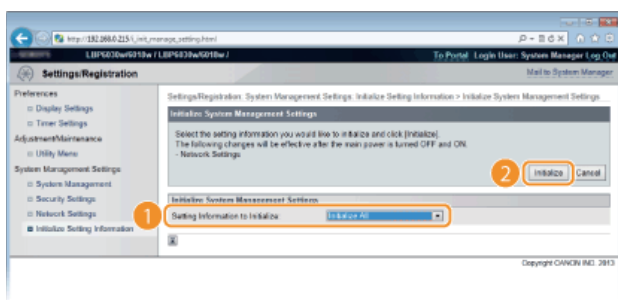 http://192.168.0.215/i_init_manage_setting.html
LBP6030w/6018w / LBP6030w/6018w /
To Portal Login User: System Manager Log Out
Settings/Registration
Mail to System Manager
Preferences
Display Settings
Timer Settings
Adjustment/Maintenance
Utility Menu
System Management Settings
System Management
Security Settings
Network Settings
Initialize Setting Information
Settings/Registration: System Management Settings: Initialize Setting Information > Initialize System Management Settings
Initialize System Management Settings
Select the setting information you would like to initialize and click [Initialize].
The following changes will be effective after the main power is turned OFF and ON.
- Network Settings
2
Initialize
Cancel
Initialize System Management Settings
1
Setting Information to Initialize:
Initialize All
Copyright CANON INC. 2013